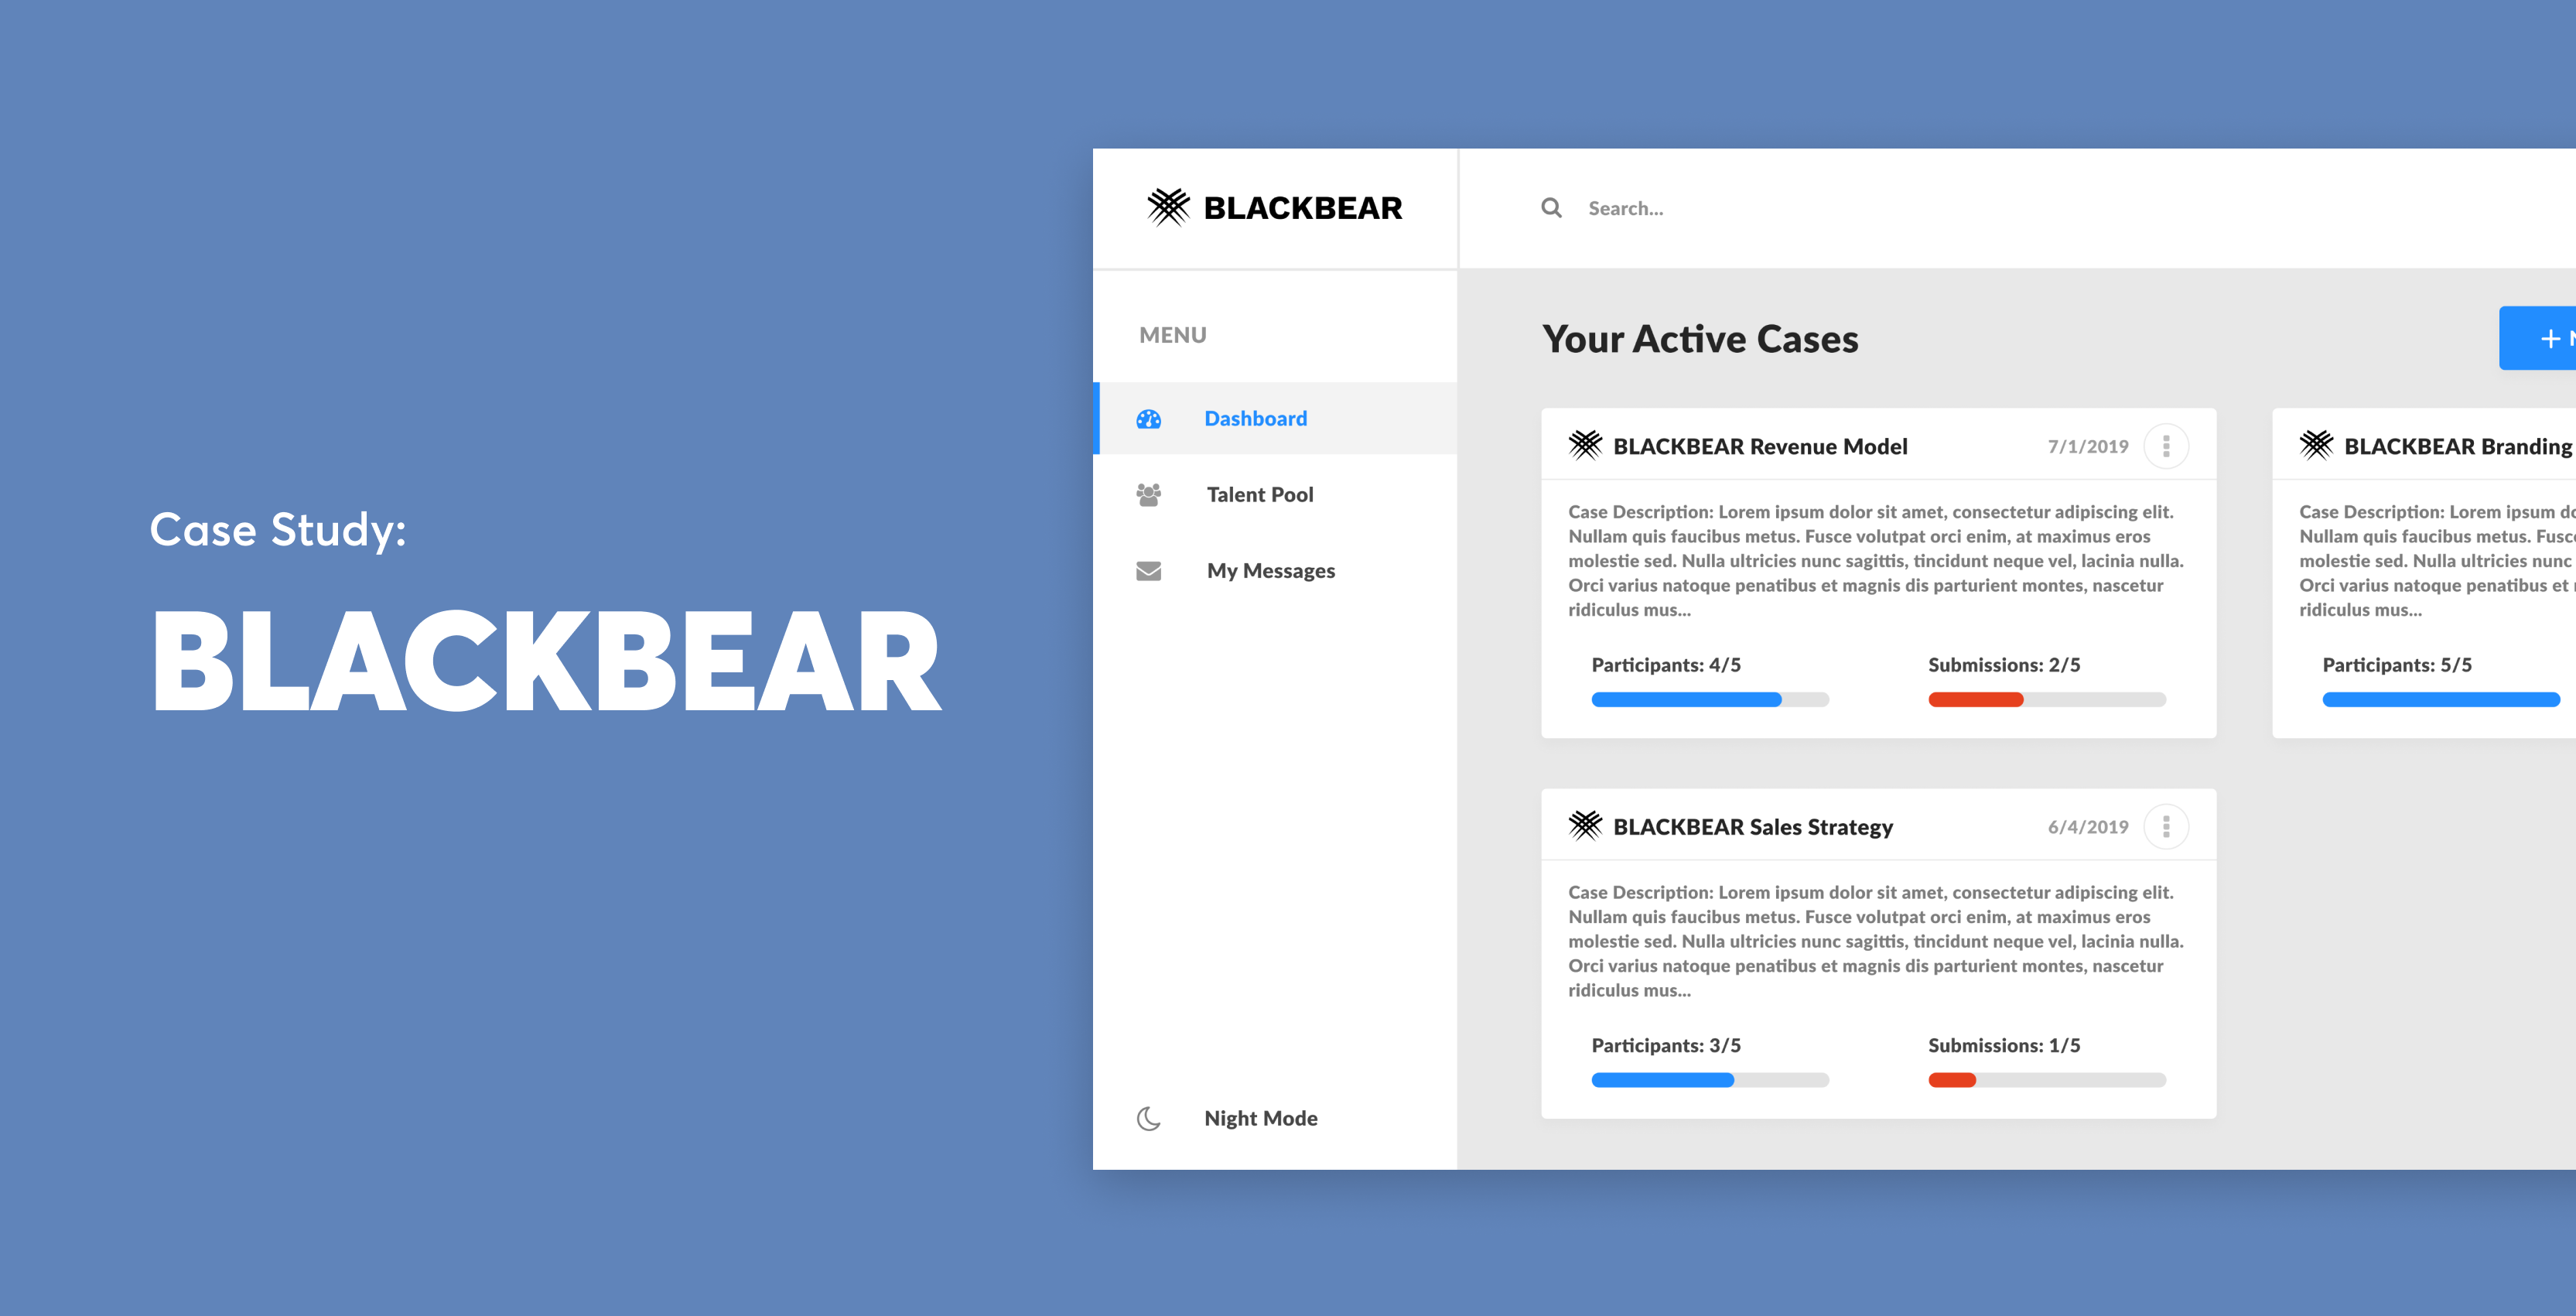 Case Study:
BLACKBEAR
BLACKBEAR
Search...
MENU
Dashboard
Talent Pool
My Messages
Night Mode
Your Active Cases
BLACKBEAR Revenue Model
7/1/2019
Case Description: Lorem ipsum dolor sit amet, consectetur adipiscing elit.
Nullam quis faucibus metus. Fusce volutpat orci enim, at maximus eros
molestie sed. Nulla ultricies nunc sagittis, tincidunt neque vel, lacinia nulla.
Orci varius natoque penatibus et magnis dis parturient montes, nascetur
ridiculus mus...
Participants: 4/5
Submissions: 2/5
BLACKBEAR Branding
Case Description: Lorem ipsum
Nullam quis faucibus metus.
molestie sed. Nulla ultricies nunc
Orci varius natoque penatibus et
ridiculus mus...
Participants: 5/5
BLACKBEAR Sales Strategy
6/4/2019
Case Description: Lorem ipsum dolor sit amet, consectetur adipiscing elit.
Nullam quis faucibus metus. Fusce volutpat orci enim, at maximus eros
molestie sed. Nulla ultricies nunc sagittis, tincidunt neque vel, lacinia nulla.
Orci varius natoque penatibus et magnis dis parturient montes, nascetur
ridiculus mus...
Participants: 3/5
Submissions: 1/5